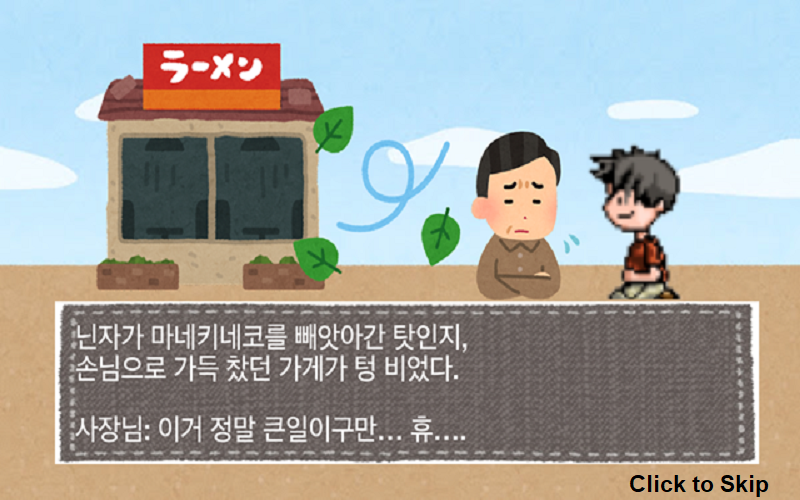 ラーメン
닌자가 마네키네코를 빼앗아간 탓인지,
손님으로 가득 찼던 가게가 텅 비었다.
사장님: 이거 정말 큰일이구만... 휴....
Click to Skip